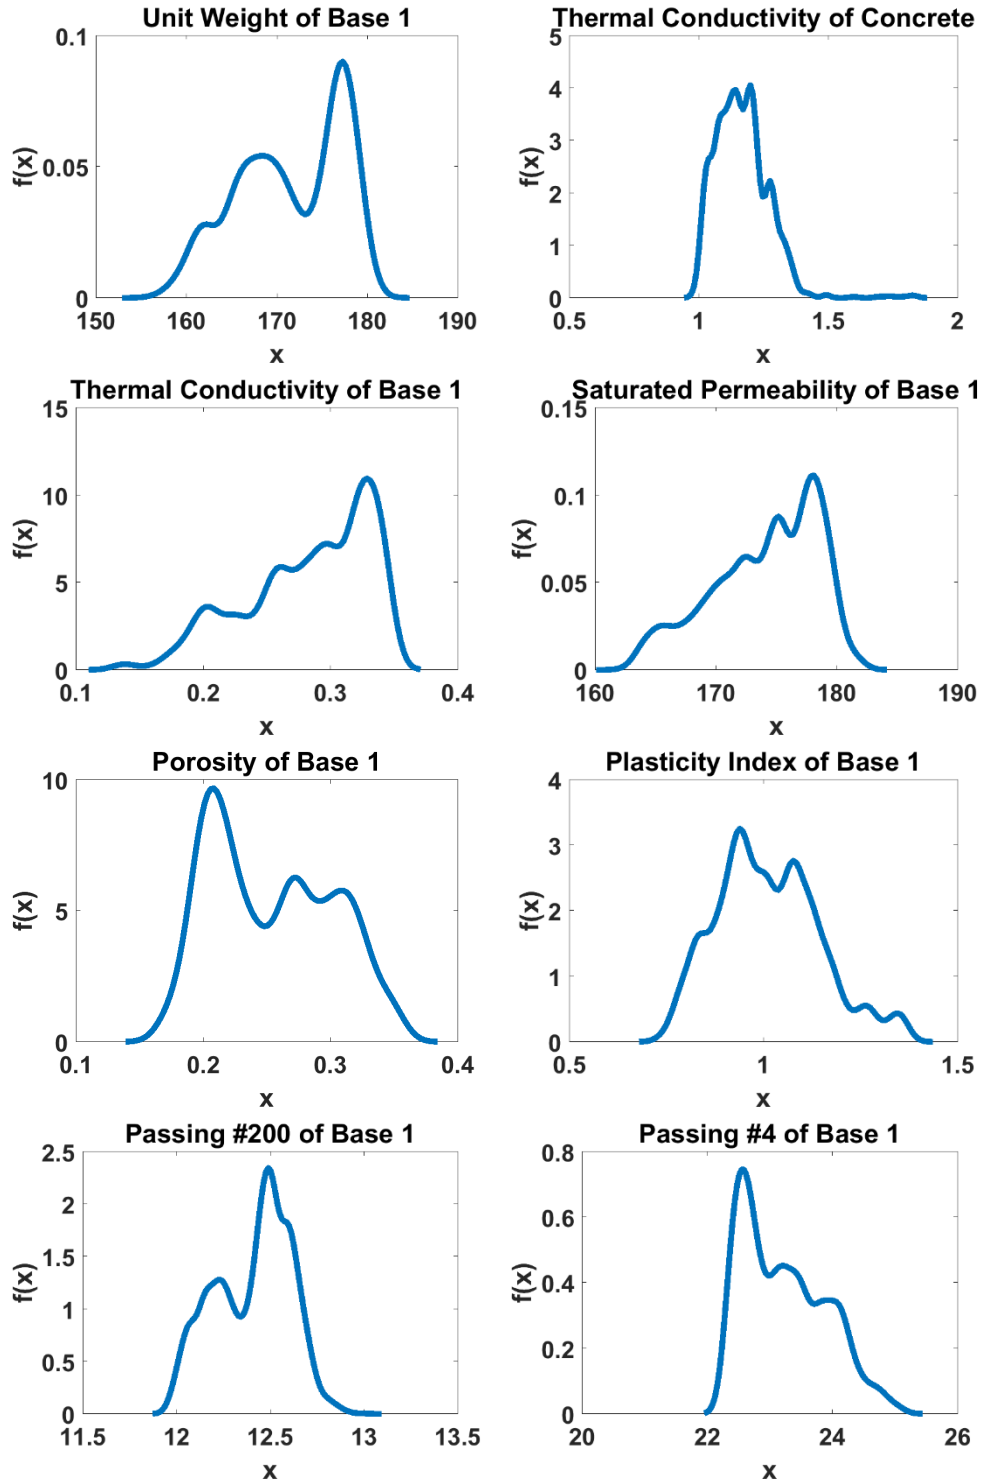 Unit Weight of Base 1
0.1
0.05
0
f(x)
150 160 170 180 190
x
Thermal Conductivity of Concrete
5
4
3
2
1
0
f(x)
0.5 1 1.5 2
x
Thermal Conductivity of Base 1
15
10
5
0
f(x)
0.1 0.2 0.3 0.4
x
Saturated Permeability of Base 1
0.15
0.1
0.05
0
f(x)
160 170 180 190
x
Porosity of Base 1
10
5
0
f(x)
0.1 0.2 0.3 0.4
x
Plasticity Index of Base 1
4
3
2
1
0
f(x)
0.5 1 1.5
x
Passing #200 of Base 1
2.5
2
1.5
1
0.5
0
f(x)
11.5 12 12.5 13 13.5
x
Passing #4 of Base 1
0.8
0.6
0.4
0.2
0
f(x)
20 22 24 26
x